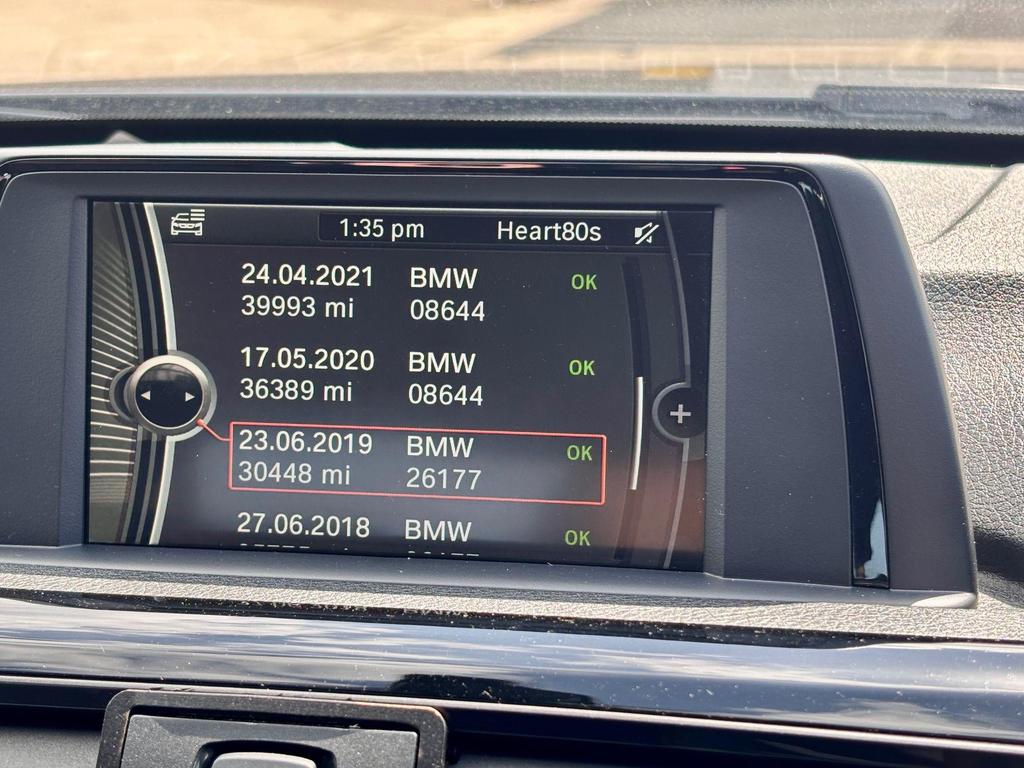 1:35 pm Heart80s
24.04.2021 BMW OK
39993 mi 08644
17.05.2020 BMW OK
36389 mi 08644
23.06.2019 BMW OK
30448 mi 26177
27.06.2018 BMW OK